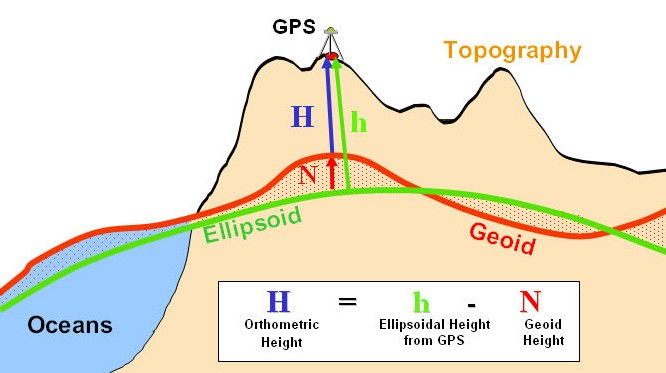 GPS
Topography
H
h
N
Ellipsoid
Geoid
Oceans
H = h - N
Orthometric Ellipsoidal Height Geoid
Height from GPS Height